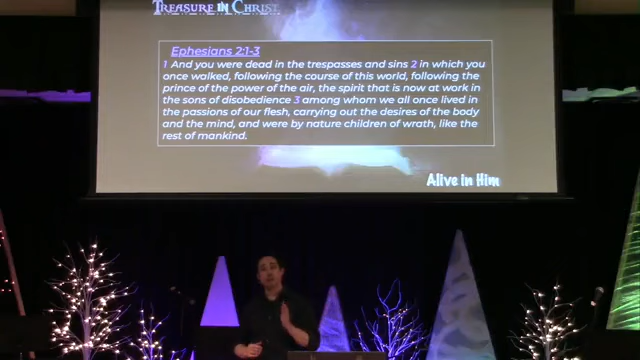 TREASURE IN CHRIST
Ephesians 2:1-3
1 And you were dead in the trespasses and sins 2 in which you
once walked, following the course of this world, following the
prince of the power of the air, the spirit that is now at work in
the sons of disobedience 3 among whom we all once lived in
the passions of our flesh, carrying out the desires of the body
and the mind, and were by nature children of wrath, like the
rest of mankind.
Alive in Him